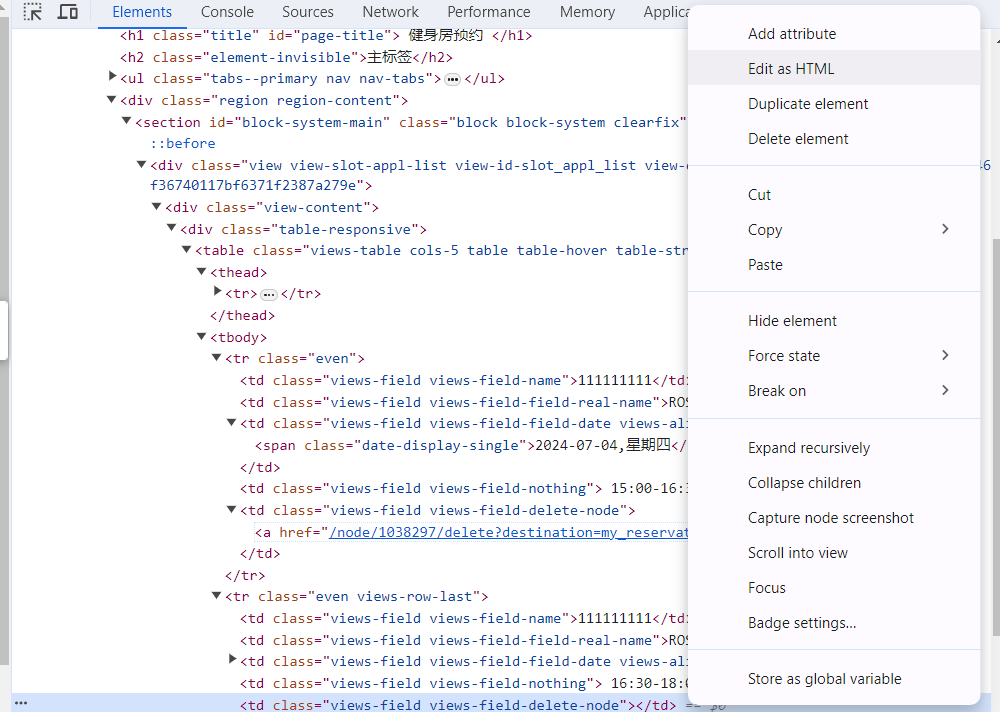 Elements Console Sources Network Performance Memory Applica
<h1 class="title" id="page-title"> 健身房预约 </h1>
<h2 class="element-invisible">主标签</h2>
<ul class="tabs--primary nav nav-tabs"> ••• </ul>
<div class="region region-content">
<section id="block-system-main" class="block block-system clearfix"
::before
<div class="view view-slot-appl-list view-id-slot_appl_list view-
f36740117bf6371f2387a279e">
<div class="view-content">
<div class="table-responsive">
<table class="views-table cols-5 table table-hover table-str
<thead>
<tr> ••• </tr>
</thead>
<tbody>
<tr class="even">
<td class="views-field views-field-name">111111111</td>
<td class="views-field views-field-field-real-name">ROS
<td class="views-field views-field-field-date views-ali
<span class="date-display-single">2024-07-04,星期四</
</td>
<td class="views-field views-field-nothing"> 15:00-16:3
<td class="views-field views-field-delete-node">
<a href="/node/1038297/delete?destination=my_reservat
</td>
</tr>
<tr class="even views-row-last">
<td class="views-field views-field-name">111111111</td>
<td class="views-field views-field-field-real-name">ROS
<td class="views-field views-field-field-date views-ali
<td class="views-field views-field-nothing"> 16:30-18:0
<td class="views-field views-field-delete-node"></td> == $0
Add attribute
Edit as HTML
Duplicate element
Delete element
Cut
Copy
Paste
Hide element
Force state
Break on
Expand recursively
Collapse children
Capture node screenshot
Scroll into view
Focus
Badge settings...
Store as global variable